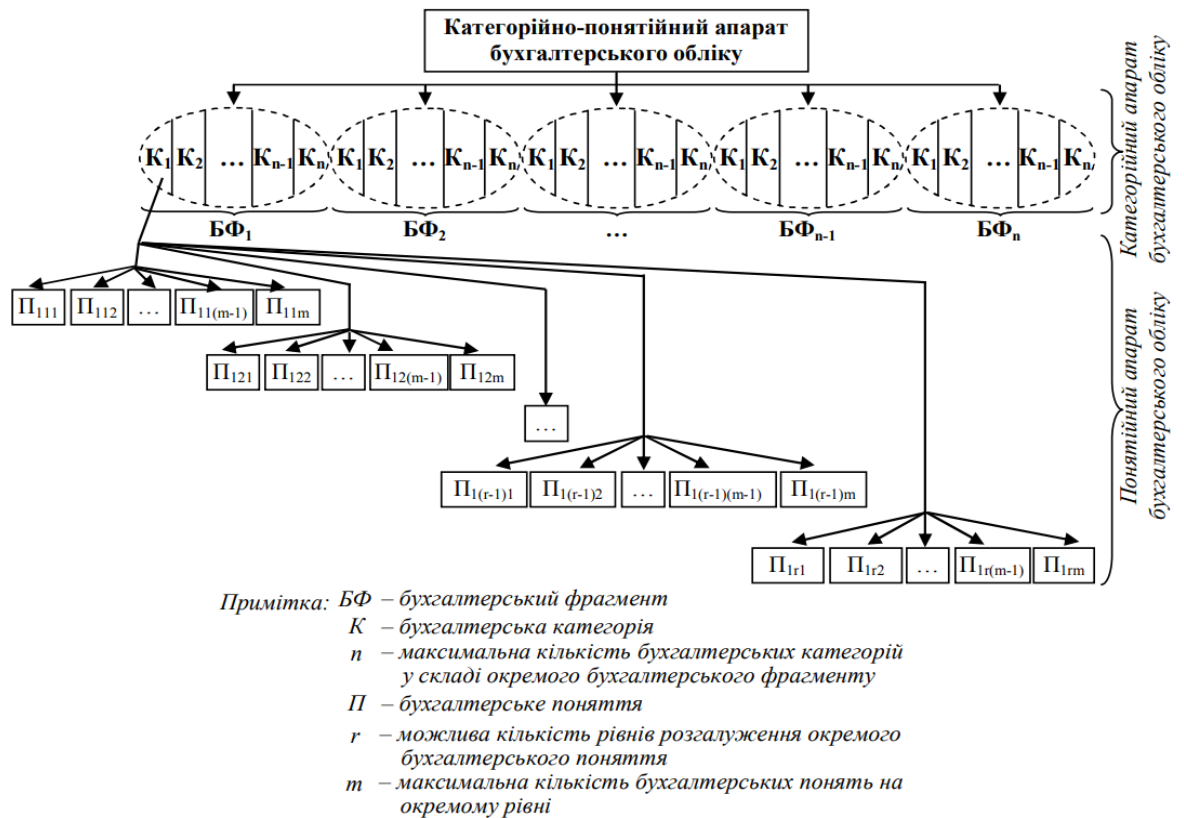 Категорійно-понятійний апарат
бухгалтерського обліку
К₁ К₂ … Кₙ₋₁ Кₙ К₁ К₂ … Кₙ₋₁ Кₙ К₁ К₂ … Кₙ₋₁ Кₙ К₁ К₂ … Кₙ₋₁ Кₙ К₁ К₂ … Кₙ₋₁ Кₙ
БФ₁ БФ₂ … БФₙ₋₁ БФₙ
Категорійний апарат
бухгалтерського обліку
П₁₁₁ П₁₁₂ … П₁₁₍ₘ₋₁₎ П₁₁ₘ
П₁₂₁ П₁₂₂ … П₁₂₍ₘ₋₁₎ П₁₂ₘ
…
П₁₍ᵣ₋₁₎₁ П₁₍ᵣ₋₁₎₂ … П₁₍ᵣ₋₁₎₍ₘ₋₁₎ П₁₍ᵣ₋₁₎ₘ
П₁ᵣ₁ П₁ᵣ₂ … П₁ᵣ₍ₘ₋₁₎ П₁ᵣₘ
Понятійний апарат
бухгалтерського обліку
Примітка: БФ – бухгалтерський фрагмент
К – бухгалтерська категорія
n – максимальна кількість бухгалтерських категорій
у складі окремого бухгалтерського фрагменту
П – бухгалтерське поняття
r – можлива кількість рівнів розгалуження окремого
бухгалтерського поняття
m – максимальна кількість бухгалтерських понять на
окремому рівні